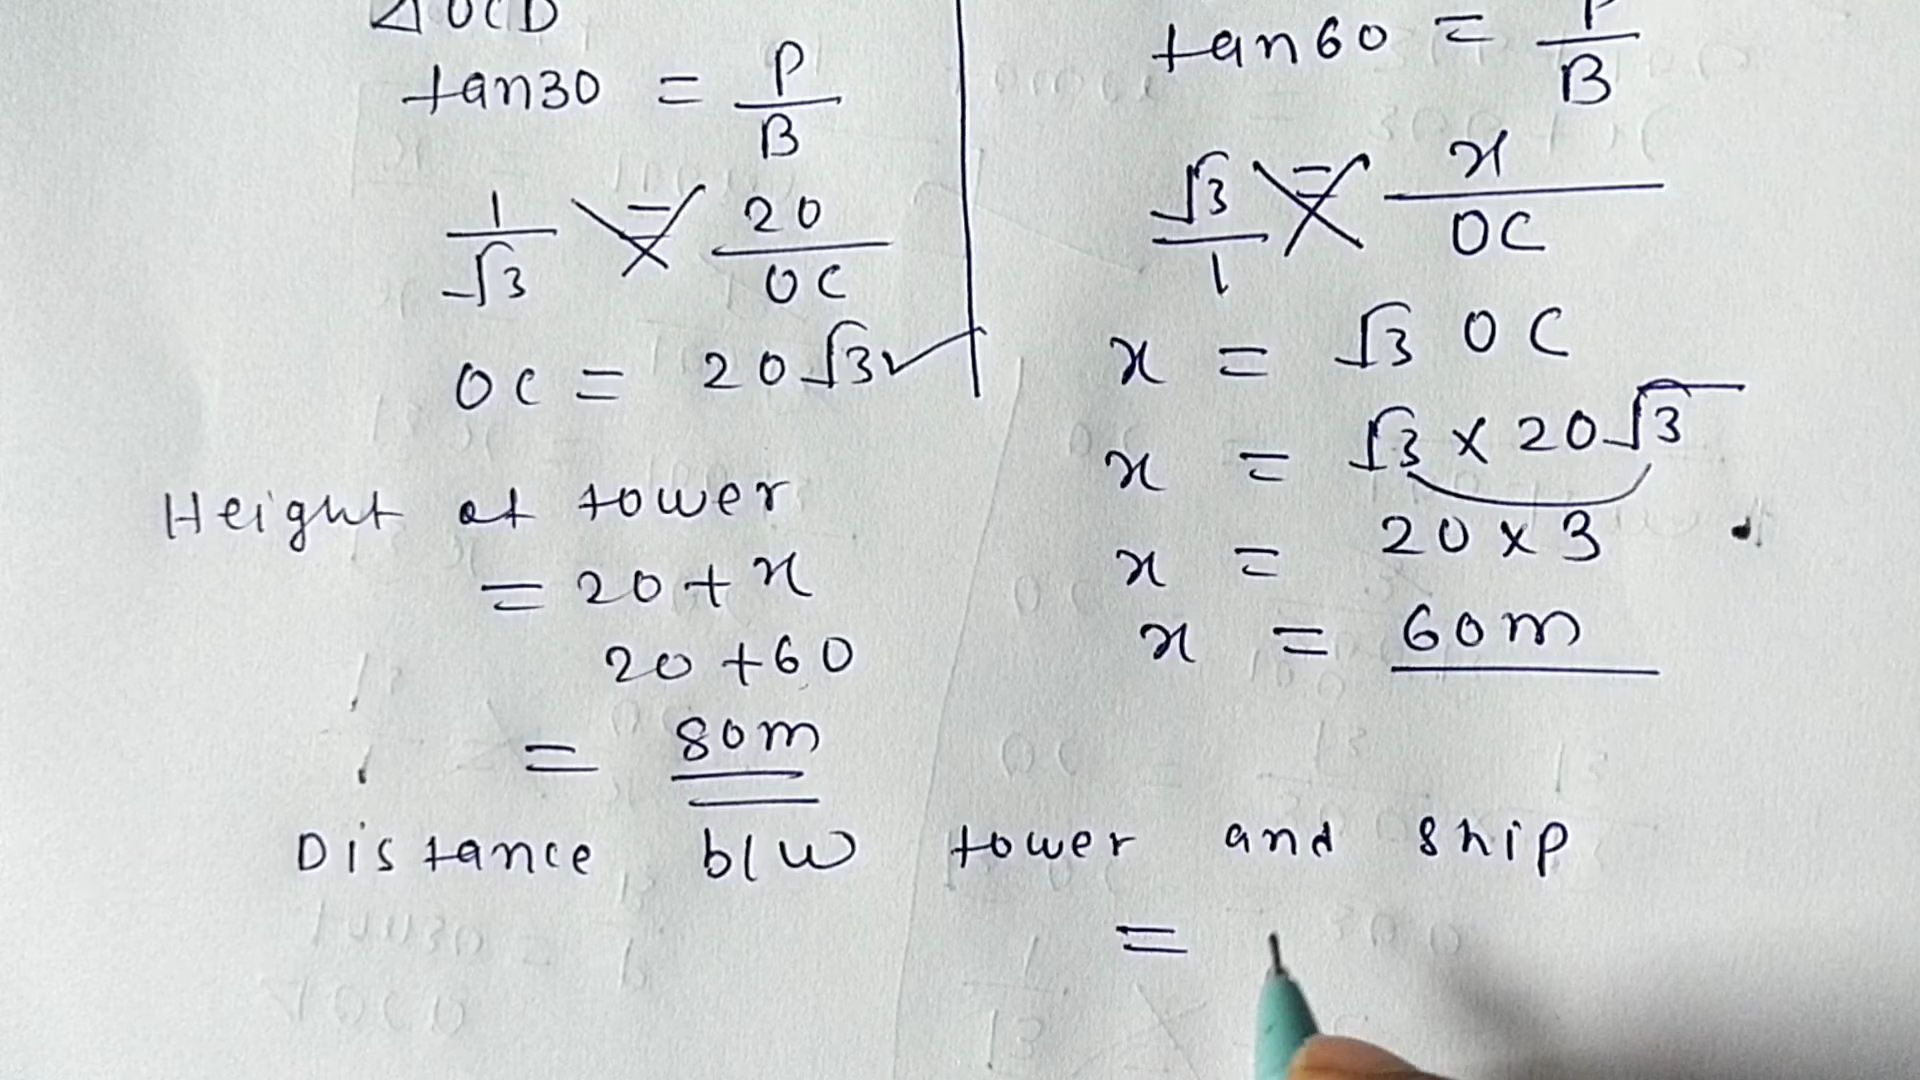 △OCD
tan30 = P/B
1/√3 = 20/OC
OC = 20√3 ✓
Height at tower
= 20 + x
20 + 60
= 80m
tan60 = P/B
√3/1 = x/OC
x = √3 OC
x = √3 × 20√3
x = 20 × 3
x = 60m
Distance b/w tower and ship
=